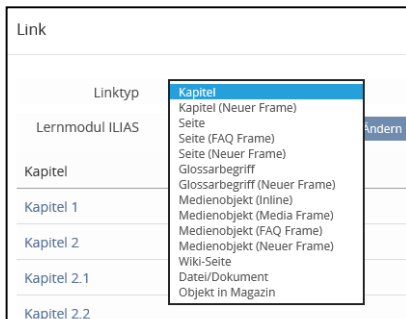 Link
Linktyp
Kapitel
Kapitel (Neuer Frame)
Seite
Seite (FAQ Frame)
Seite (Neuer Frame)
Glossarbegriff
Glossarbegriff (Neuer Frame)
Medienobjekt (Inline)
Medienobjekt (Media Frame)
Medienobjekt (FAQ Frame)
Medienobjekt (Neuer Frame)
Wiki-Seite
Datei/Dokument
Objekt in Magazin
Lernmodul ILIAS
Ändern
Kapitel
Kapitel 1
Kapitel 2
Kapitel 2.1
Kapitel 2.2